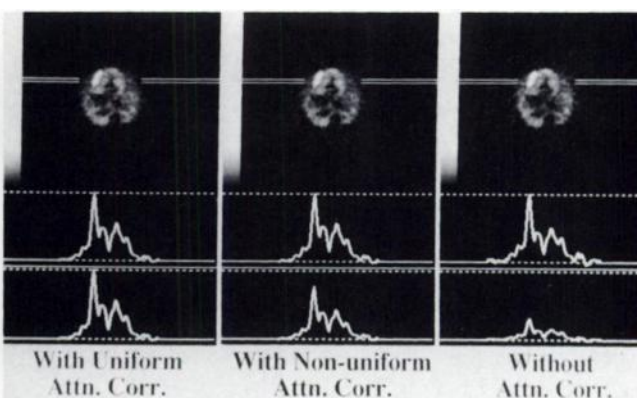 With Uniform
Attn. Corr.
With Non-uniform
Attn. Corr.
Without
Attn. Corr.